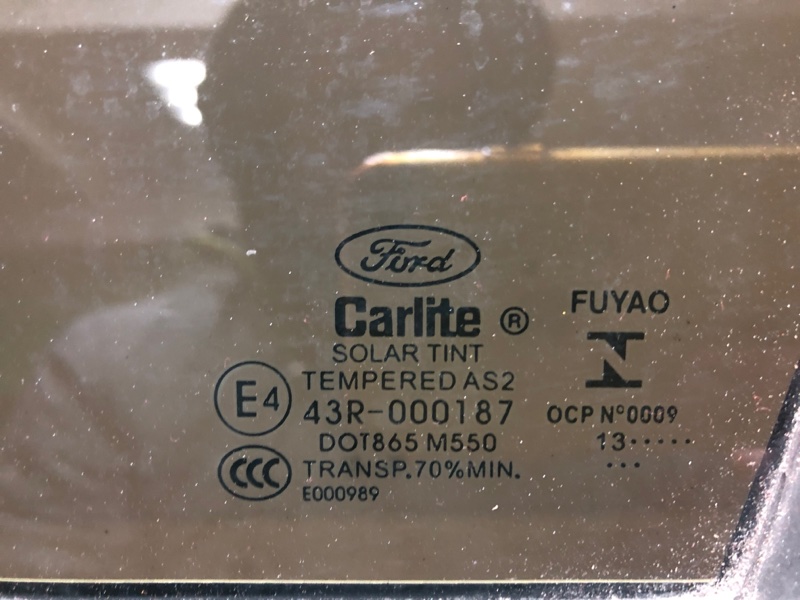 Ford
Carlite ®
SOLAR TINT
TEMPERED AS2
E4
43R-000187
DOT865 M550
CCC
TRANSP.70%MIN.
E000989
FUYAO
OCP N°0009
13·····
···